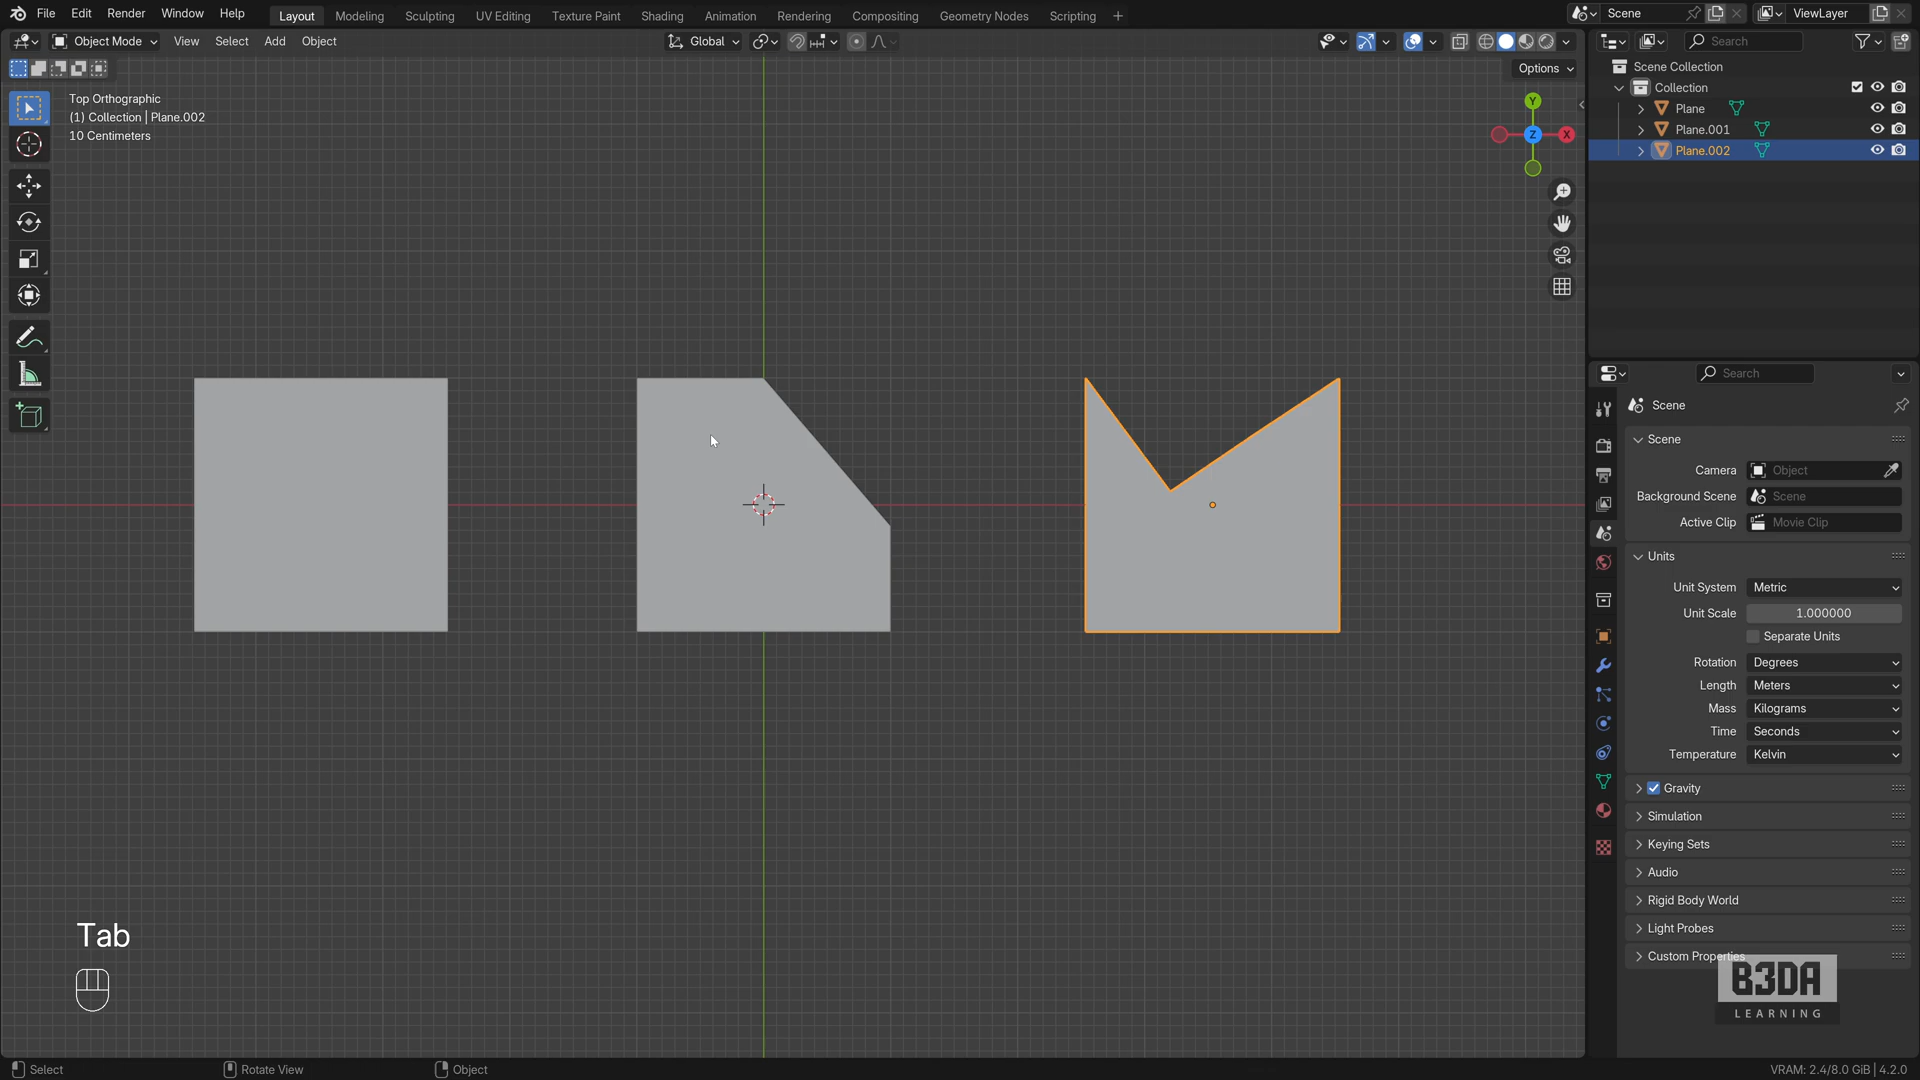 File Edit Render Window Help Layout Modeling Sculpting UV Editing Texture Paint Shading Animation Rendering Compositing Geometry Nodes Scripting + Scene ViewLayer
Object Mode View Select Add Object Global Search
Options
Top Orthographic
(1) Collection | Plane.002
10 Centimeters
Y
Z
X
Scene Collection
Collection
Plane
Plane.001
Plane.002
Search
Scene
Scene
Camera Object
Background Scene Scene
Active Clip Movie Clip
Units
Unit System Metric
Unit Scale 1.000000
Separate Units
Rotation Degrees
Length Meters
Mass Kilograms
Time Seconds
Temperature Kelvin
Gravity
Simulation
Keying Sets
Audio
Rigid Body World
Light Probes
Custom Properties
Tab
B3DA
LEARNING
Select Rotate View Object VRAM: 2.4/8.0 GiB | 4.2.0